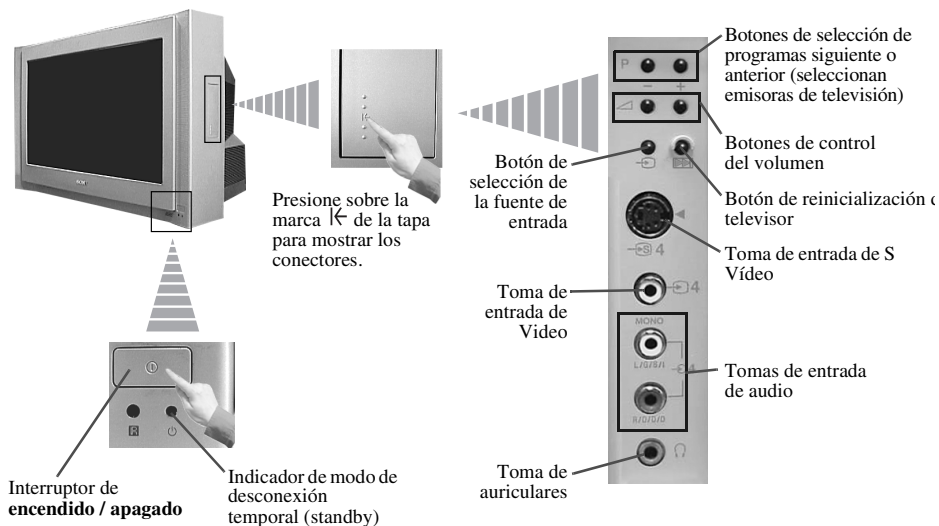 SONY
Presione sobre la
marca de la tapa
para mostrar los
conectores.
Interruptor de
encendido / apagado
Indicador de modo de
desconexión
temporal (standby)
Botón de
selección de
la fuente de
entrada
Toma de
entrada de
Video
Toma de
auriculares
P
- +
S 4
4
MONO
L/G/S/I
4
R/D/D/D
Botones de selección de
programas siguiente o
anterior (seleccionan
emisoras de televisión)
Botones de control
del volumen
Botón de reinicialización d
televisor
Toma de entrada de S
Vídeo
Tomas de entrada
de audio